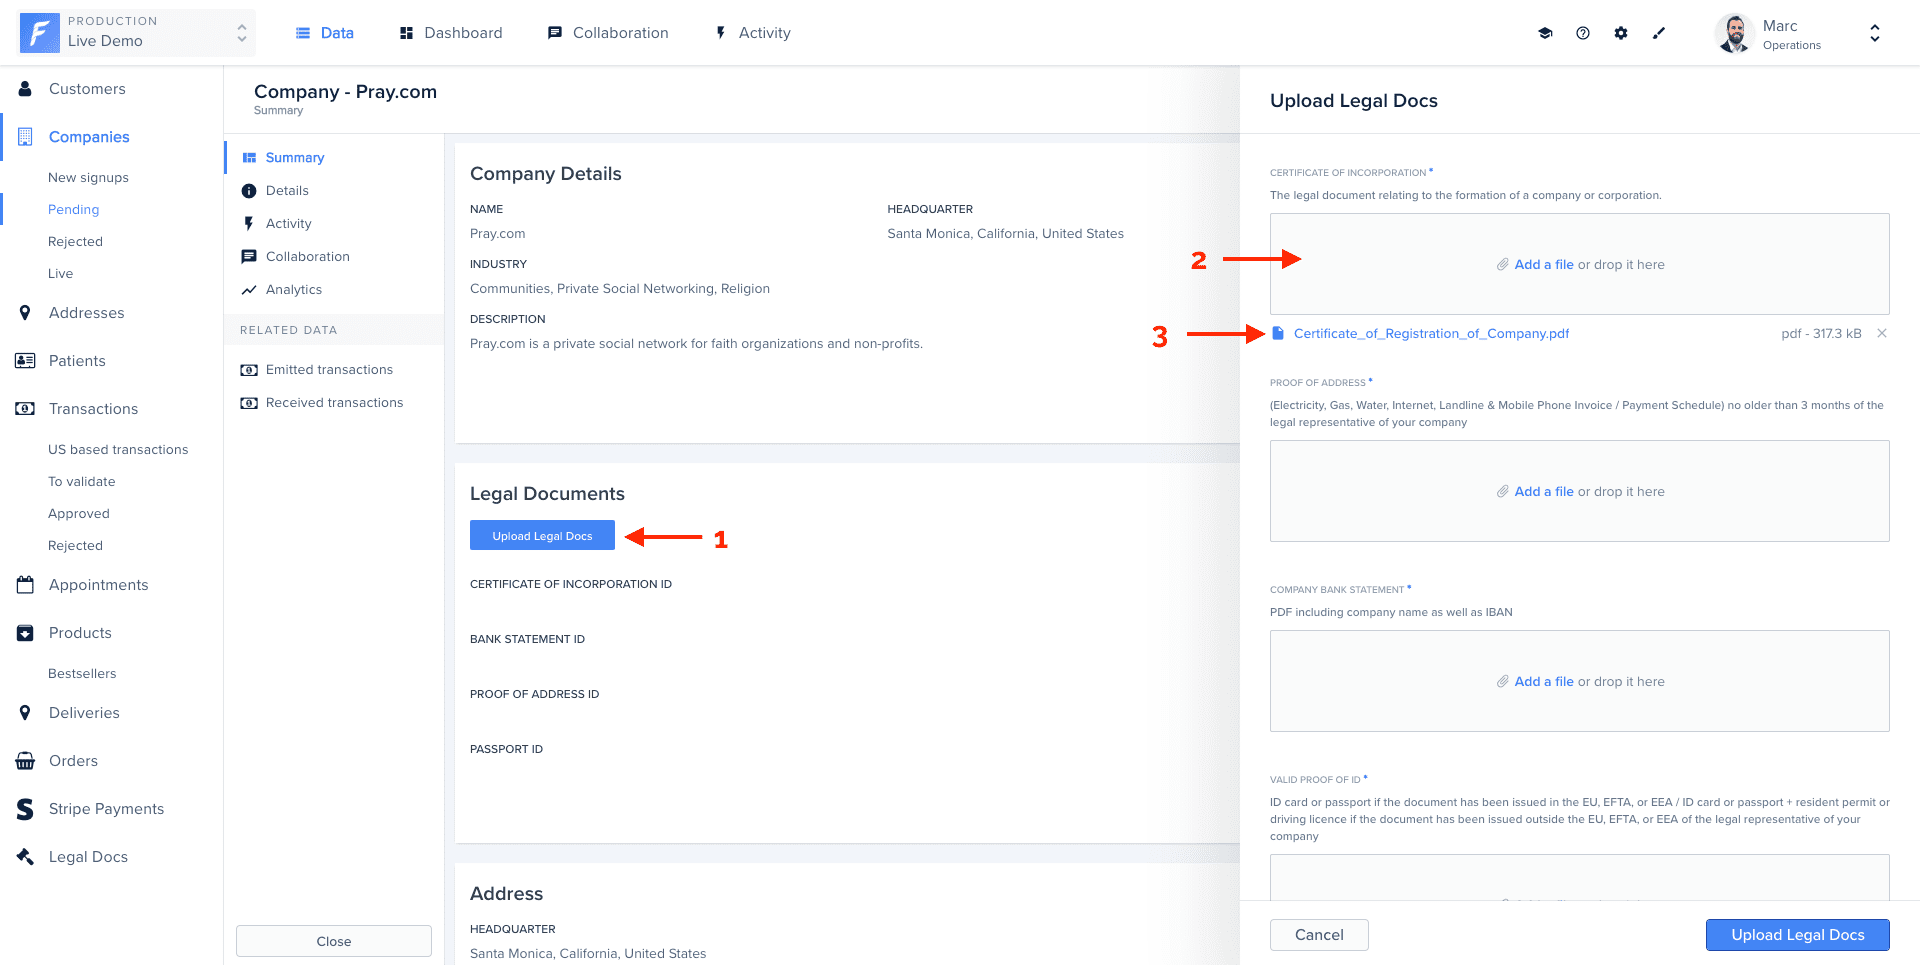 PRODUCTION
Live Demo
Data
Dashboard
Collaboration
Activity
Marc
Operations
Customers
Companies
New signups
Pending
Rejected
Live
Addresses
Patients
Transactions
US based transactions
To validate
Approved
Rejected
Appointments
Products
Bestsellers
Deliveries
Orders
Stripe Payments
Legal Docs
Company - Pray.com
Summary
Summary
Details
Activity
Collaboration
Analytics
RELATED DATA
Emitted transactions
Received transactions
Close
Company Details
NAME
Pray.com
HEADQUARTER
Santa Monica, California, United States
INDUSTRY
Communities, Private Social Networking, Religion
DESCRIPTION
Pray.com is a private social network for faith organizations and non-profits.
Legal Documents
Upload Legal Docs
1
CERTIFICATE OF INCORPORATION ID
BANK STATEMENT ID
PROOF OF ADDRESS ID
PASSPORT ID
Address
HEADQUARTER
Santa Monica, California, United States
Upload Legal Docs
CERTIFICATE OF INCORPORATION *
The legal document relating to the formation of a company or corporation.
2
Add a file or drop it here
3
Certificate_of_Registration_of_Company.pdf
pdf - 317.3 kB
PROOF OF ADDRESS *
(Electricity, Gas, Water, Internet, Landline & Mobile Phone Invoice / Payment Schedule) no older than 3 months of the
legal representative of your company
Add a file or drop it here
COMPANY BANK STATEMENT *
PDF including company name as well as IBAN
Add a file or drop it here
VALID PROOF OF ID *
ID card or passport if the document has been issued in the EU, EFTA, or EEA / ID card or passport + resident permit or
driving licence if the document has been issued outside the EU, EFTA, or EEA of the legal representative of your
company
Cancel
Upload Legal Docs